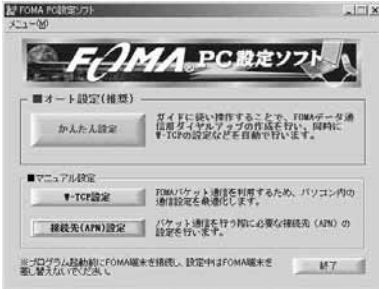 FOMA PC設定ソフト
メニュー(M)
FOMA PC設定ソフト
■オート設定(推奨)
かんたん設定
ガイドに従い操作することで、FOMAデータ通
信用ダイヤルアップの作成を行い、同時に
W-TCPの設定などを自動で行います。
■マニュアル設定
W-TCP設定
FOMAパケット通信を利用するため、パソコン内の
通信設定を最適化します。
接続先(APN)設定
パケット通信を行う際に必要な接続先(APN)の
設定を行います。
※プログラム起動前にFOMA端末を接続し、設定中はFOMA端末を
差し替えないでください。
終了